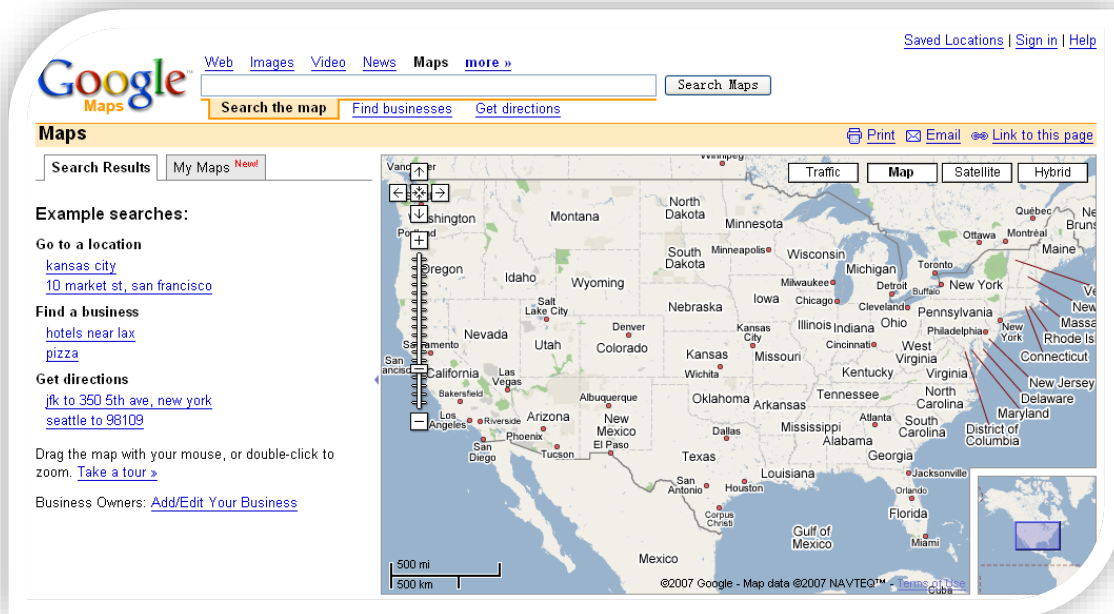 Saved Locations | Sign in | Help
Google™ Maps
Web Images Video News Maps more »
Search Maps
Search the map Find businesses Get directions
Maps
Print Email Link to this page
Search Results My Maps New!
Example searches:
Go to a location
kansas city
10 market st, san francisco
Find a business
hotels near lax
pizza
Get directions
jfk to 350 5th ave, new york
seattle to 98109
Drag the map with your mouse, or double-click to
zoom. Take a tour »
Business Owners: Add/Edit Your Business
Winnipeg
Traffic Map Satellite Hybrid
North
Dakota
Montana
Minnesota
Québec
Ottawa Montréal
Maine
South
Dakota
Minneapolis
Wisconsin
Michigan
Toronto
Oregon
Idaho
Wyoming
Milwaukee
Detroit
Buffalo
New York
Salt
Lake City
Nebraska
Iowa
Chicago
Cleveland
Pennsylvania
Nevada
Utah
Denver
Colorado
Kansas
City
Illinois Indiana Ohio
Philadelphia
New
York
Rhode Is
Connecticut
Kansas
Missouri
Cincinnati
West
Virginia
California
Las
Vegas
Wichita
Kentucky
Virginia
New Jersey
Bakersfield
Albuquerque
Oklahoma
Arkansas
Tennessee
North
Carolina
Delaware
Maryland
Los
Angeles
Riverside
Arizona
New
Mexico
Phoenix
Dallas
Mississippi
Alabama
Atlanta
South
Carolina
District of
Columbia
San
Diego
Tucson
El Paso
Texas
Georgia
Louisiana
Jacksonville
San
Antonio
Houston
Orlando
Florida
Corpus
Christi
Gulf of
Mexico
Miami
Mexico
500 mi
500 km
©2007 Google - Map data ©2007 NAVTEQ™ - Terms of Use
Cuba